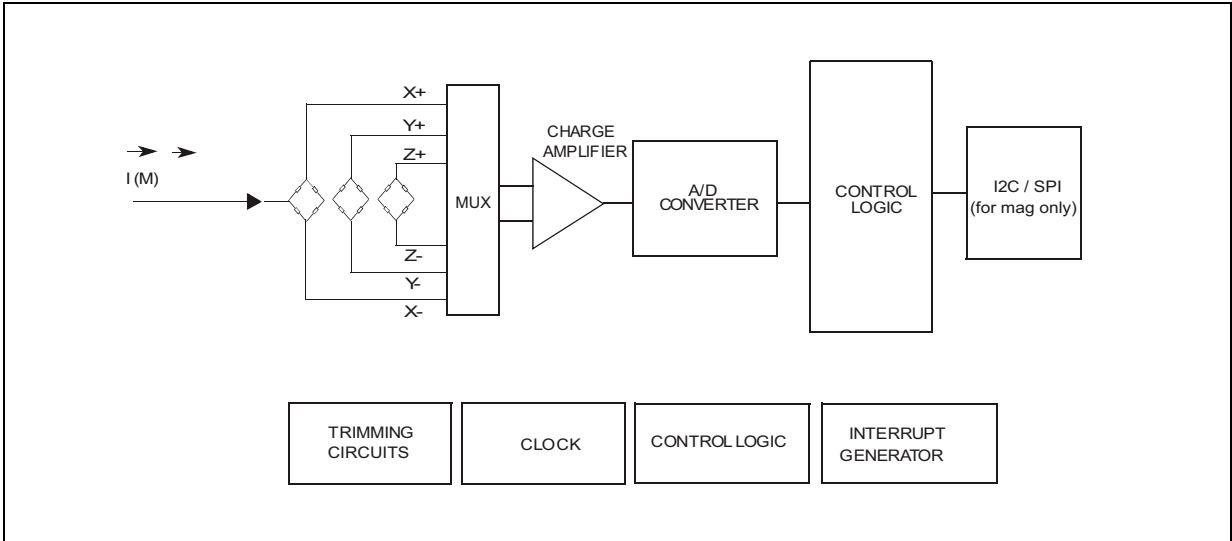 X+
Y+
Z+
I (M)
MUX
Z-
Y-
X-
CHARGE
AMPLIFIER
A/D
CONVERTER
CONTROL
LOGIC
I2C / SPI
(for mag only)
TRIMMING
CIRCUITS
CLOCK
CONTROL LOGIC
INTERRUPT
GENERATOR